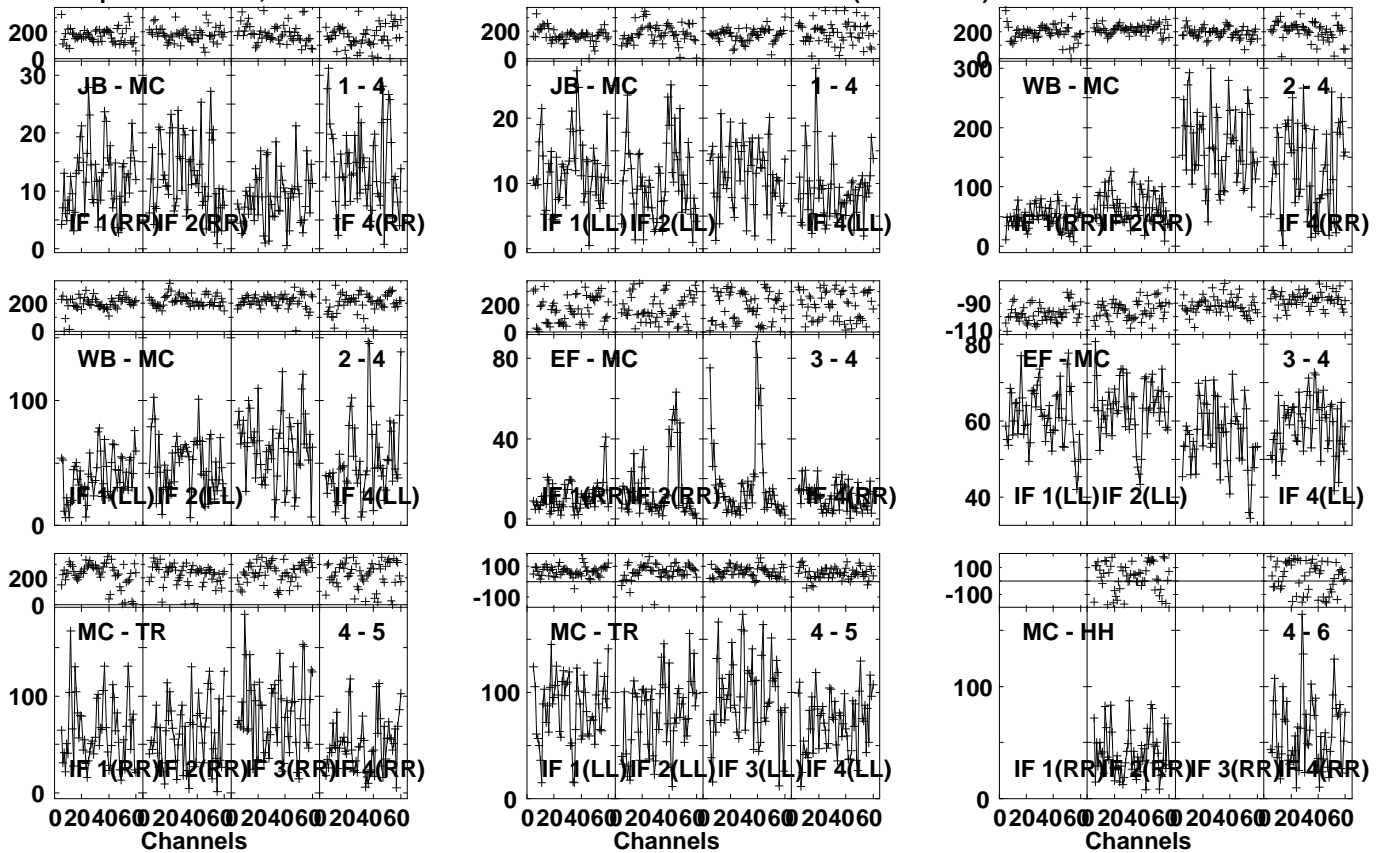 200
0
30
20
10
0
JB - MC 1 - 4
IF 1(RR) IF 2(RR) IF 4(RR)
200
0
20
10
0
JB - MC 1 - 4
IF 1(LL) IF 2(LL) IF 4(LL)
200
0
300
200
100
0
WB - MC 2 - 4
IF 1(RR) IF 2(RR) IF 4(RR)
200
0
100
0
WB - MC 2 - 4
IF 1(LL) IF 2(LL) IF 4(LL)
200
0
80
40
0
EF - MC 3 - 4
IF 1(RR) IF 2(RR) IF 4(RR)
-90
-110
80
60
40
EF - MC 3 - 4
IF 1(LL) IF 2(LL) IF 4(LL)
200
0
100
0
MC - TR 4 - 5
IF 1(RR) IF 2(RR) IF 3(RR) IF 4(RR)
0 20 40 60 0 20 40 60 0 20 40 60 0 20 40 60
Channels
100
-100
100
0
MC - TR 4 - 5
IF 1(LL) IF 2(LL) IF 3(LL) IF 4(LL)
0 20 40 60 0 20 40 60 0 20 40 60 0 20 40 60
Channels
100
-100
100
0
MC - HH 4 - 6
IF 1(RR) IF 2(RR) IF 3(RR) IF 4(RR)
0 20 40 60 0 20 40 60 0 20 40 60 0 20 40 60
Channels